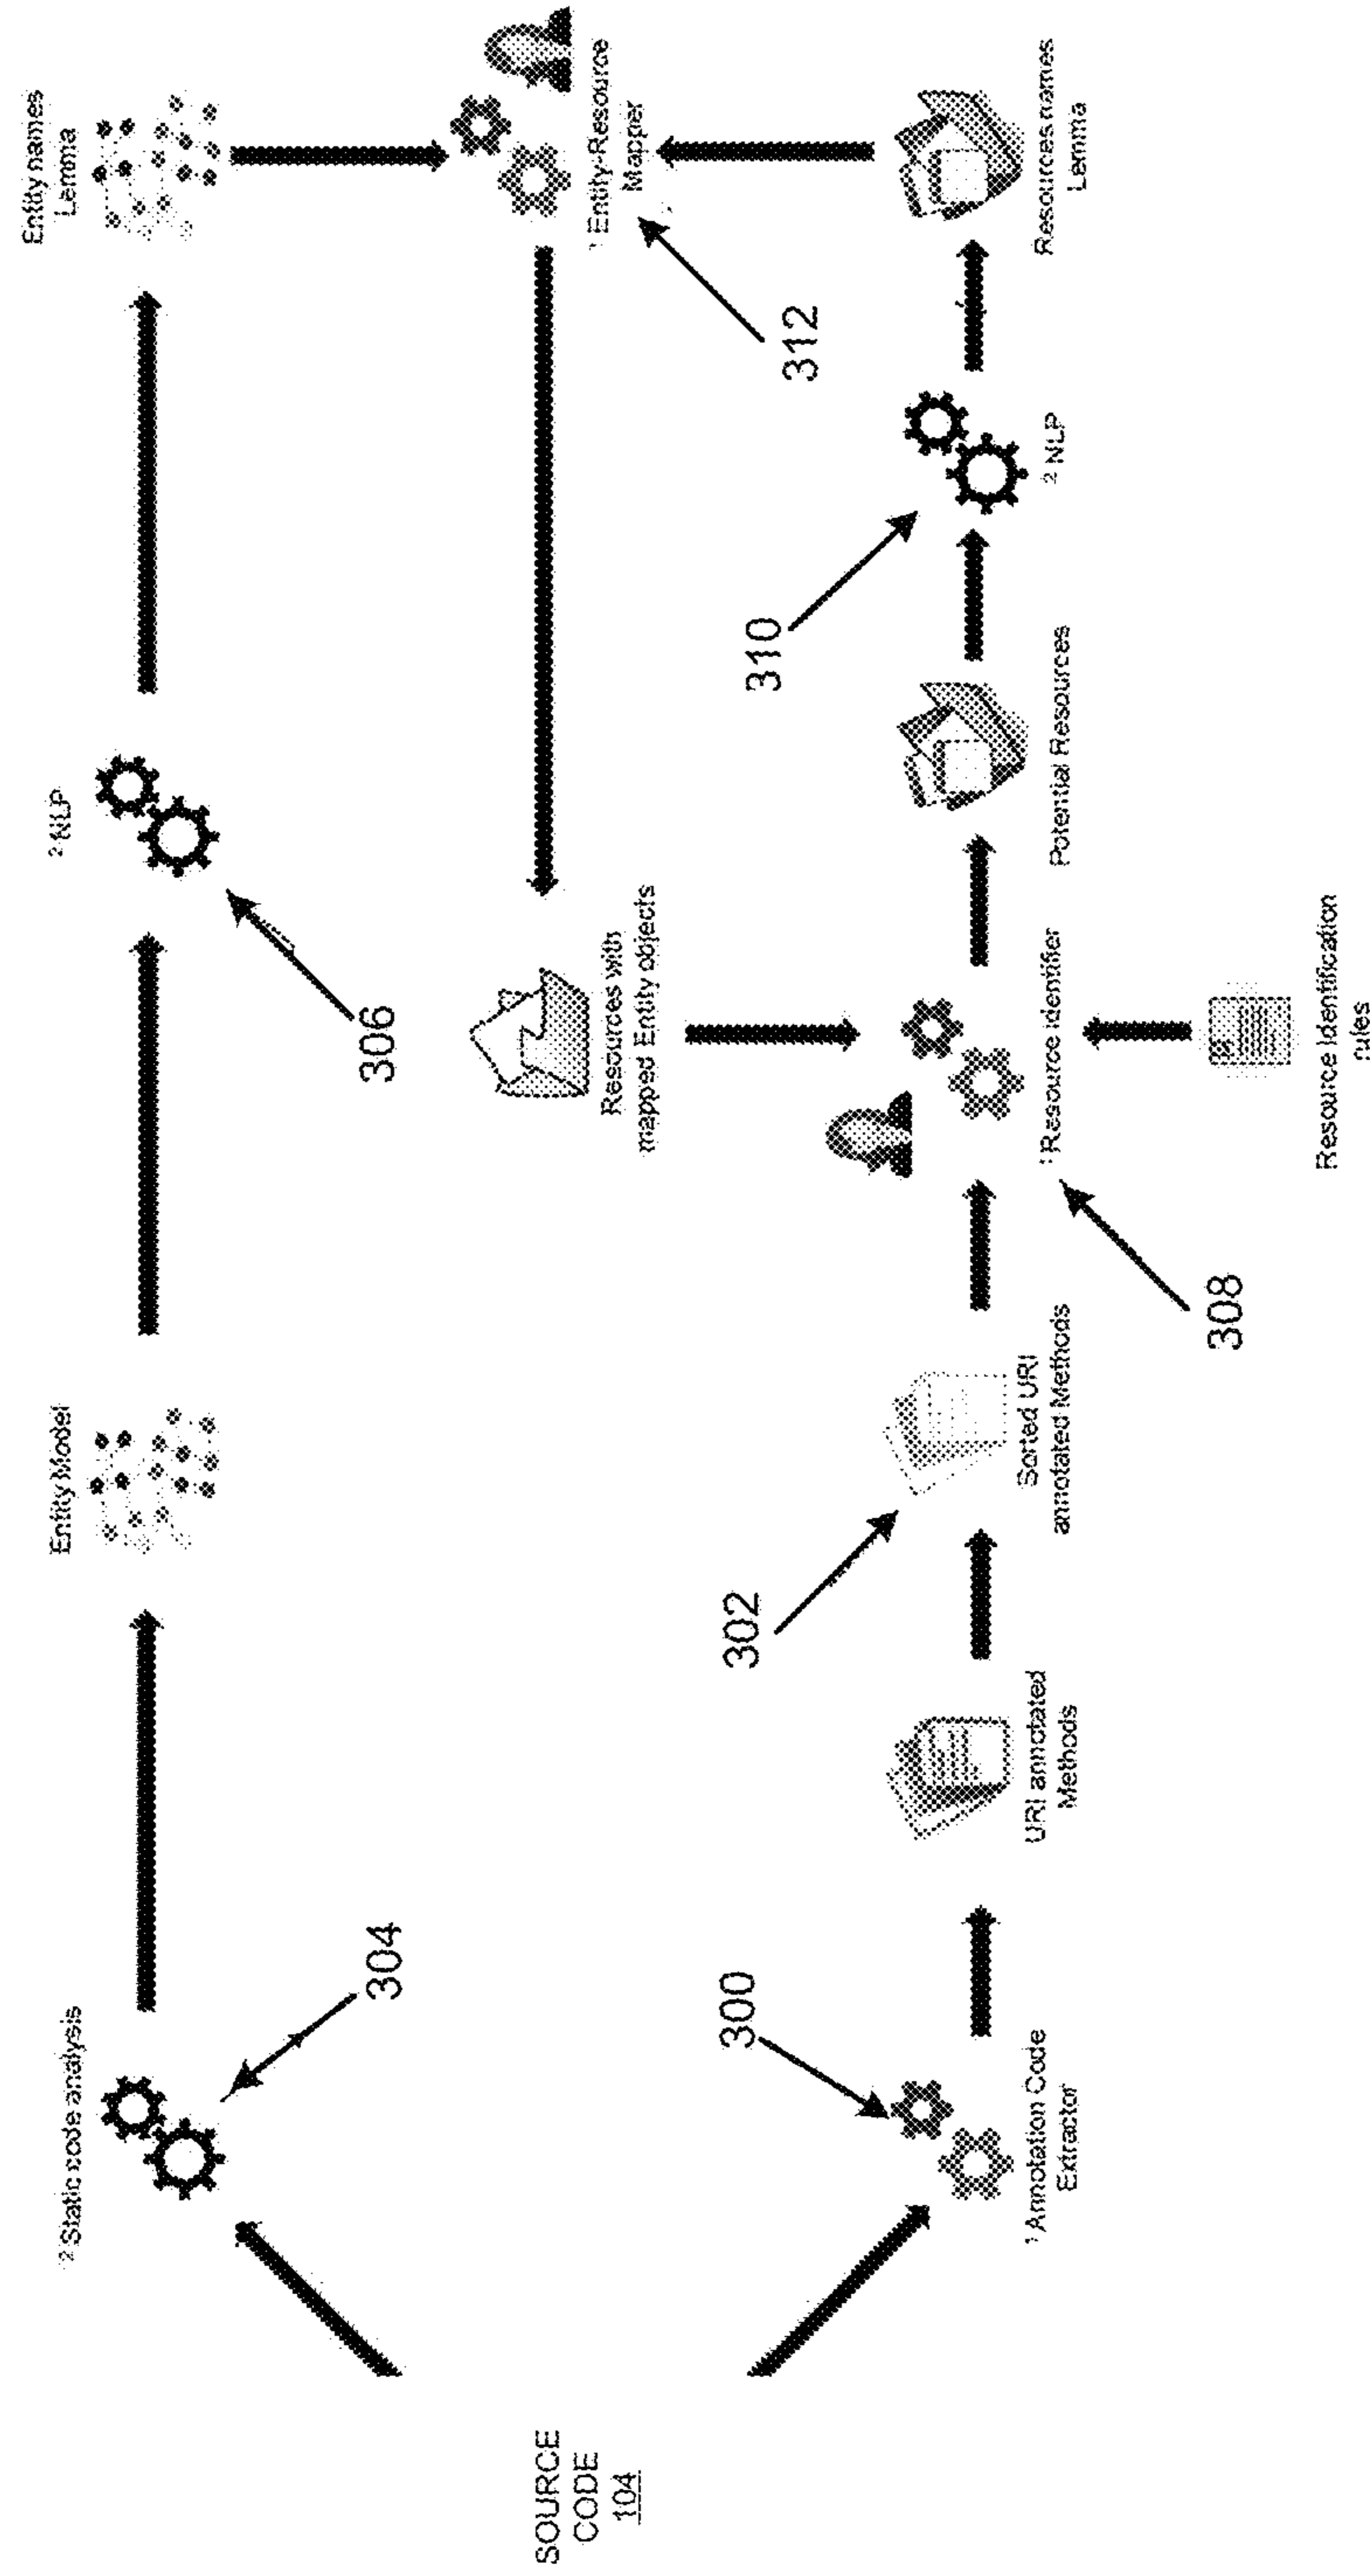 SOURCE
CODE
104
² Static code analysis
304
Entity Model
² NLP
306
Entity names
Lemma
¹ Entity-Resource
Mapper
312
Resources with
mapped Entity objects
¹ Annotation Code
Extractor
300
URI annotated
Methods
Sorted URI
annotated Methods
302
¹ Resource Identifier
308
Resource Identification
rules
Potential Resources
² NLP
310
Resources names
Lemma